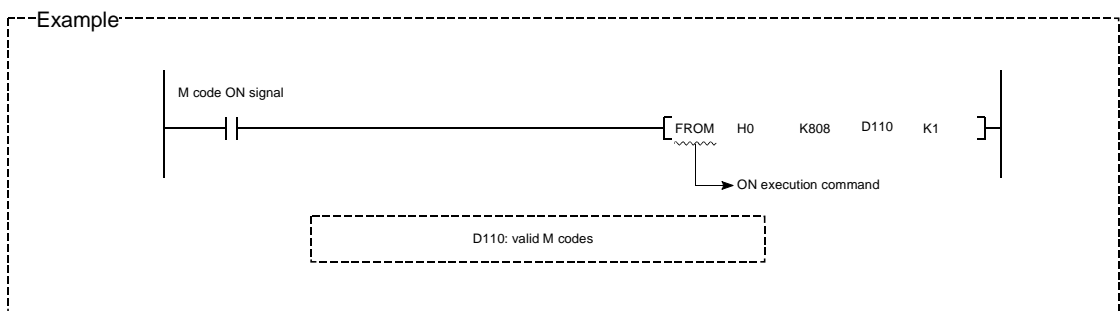 Example
M code ON signal
FROM H0 K808 D110 K1
ON execution command
D110: valid M codes